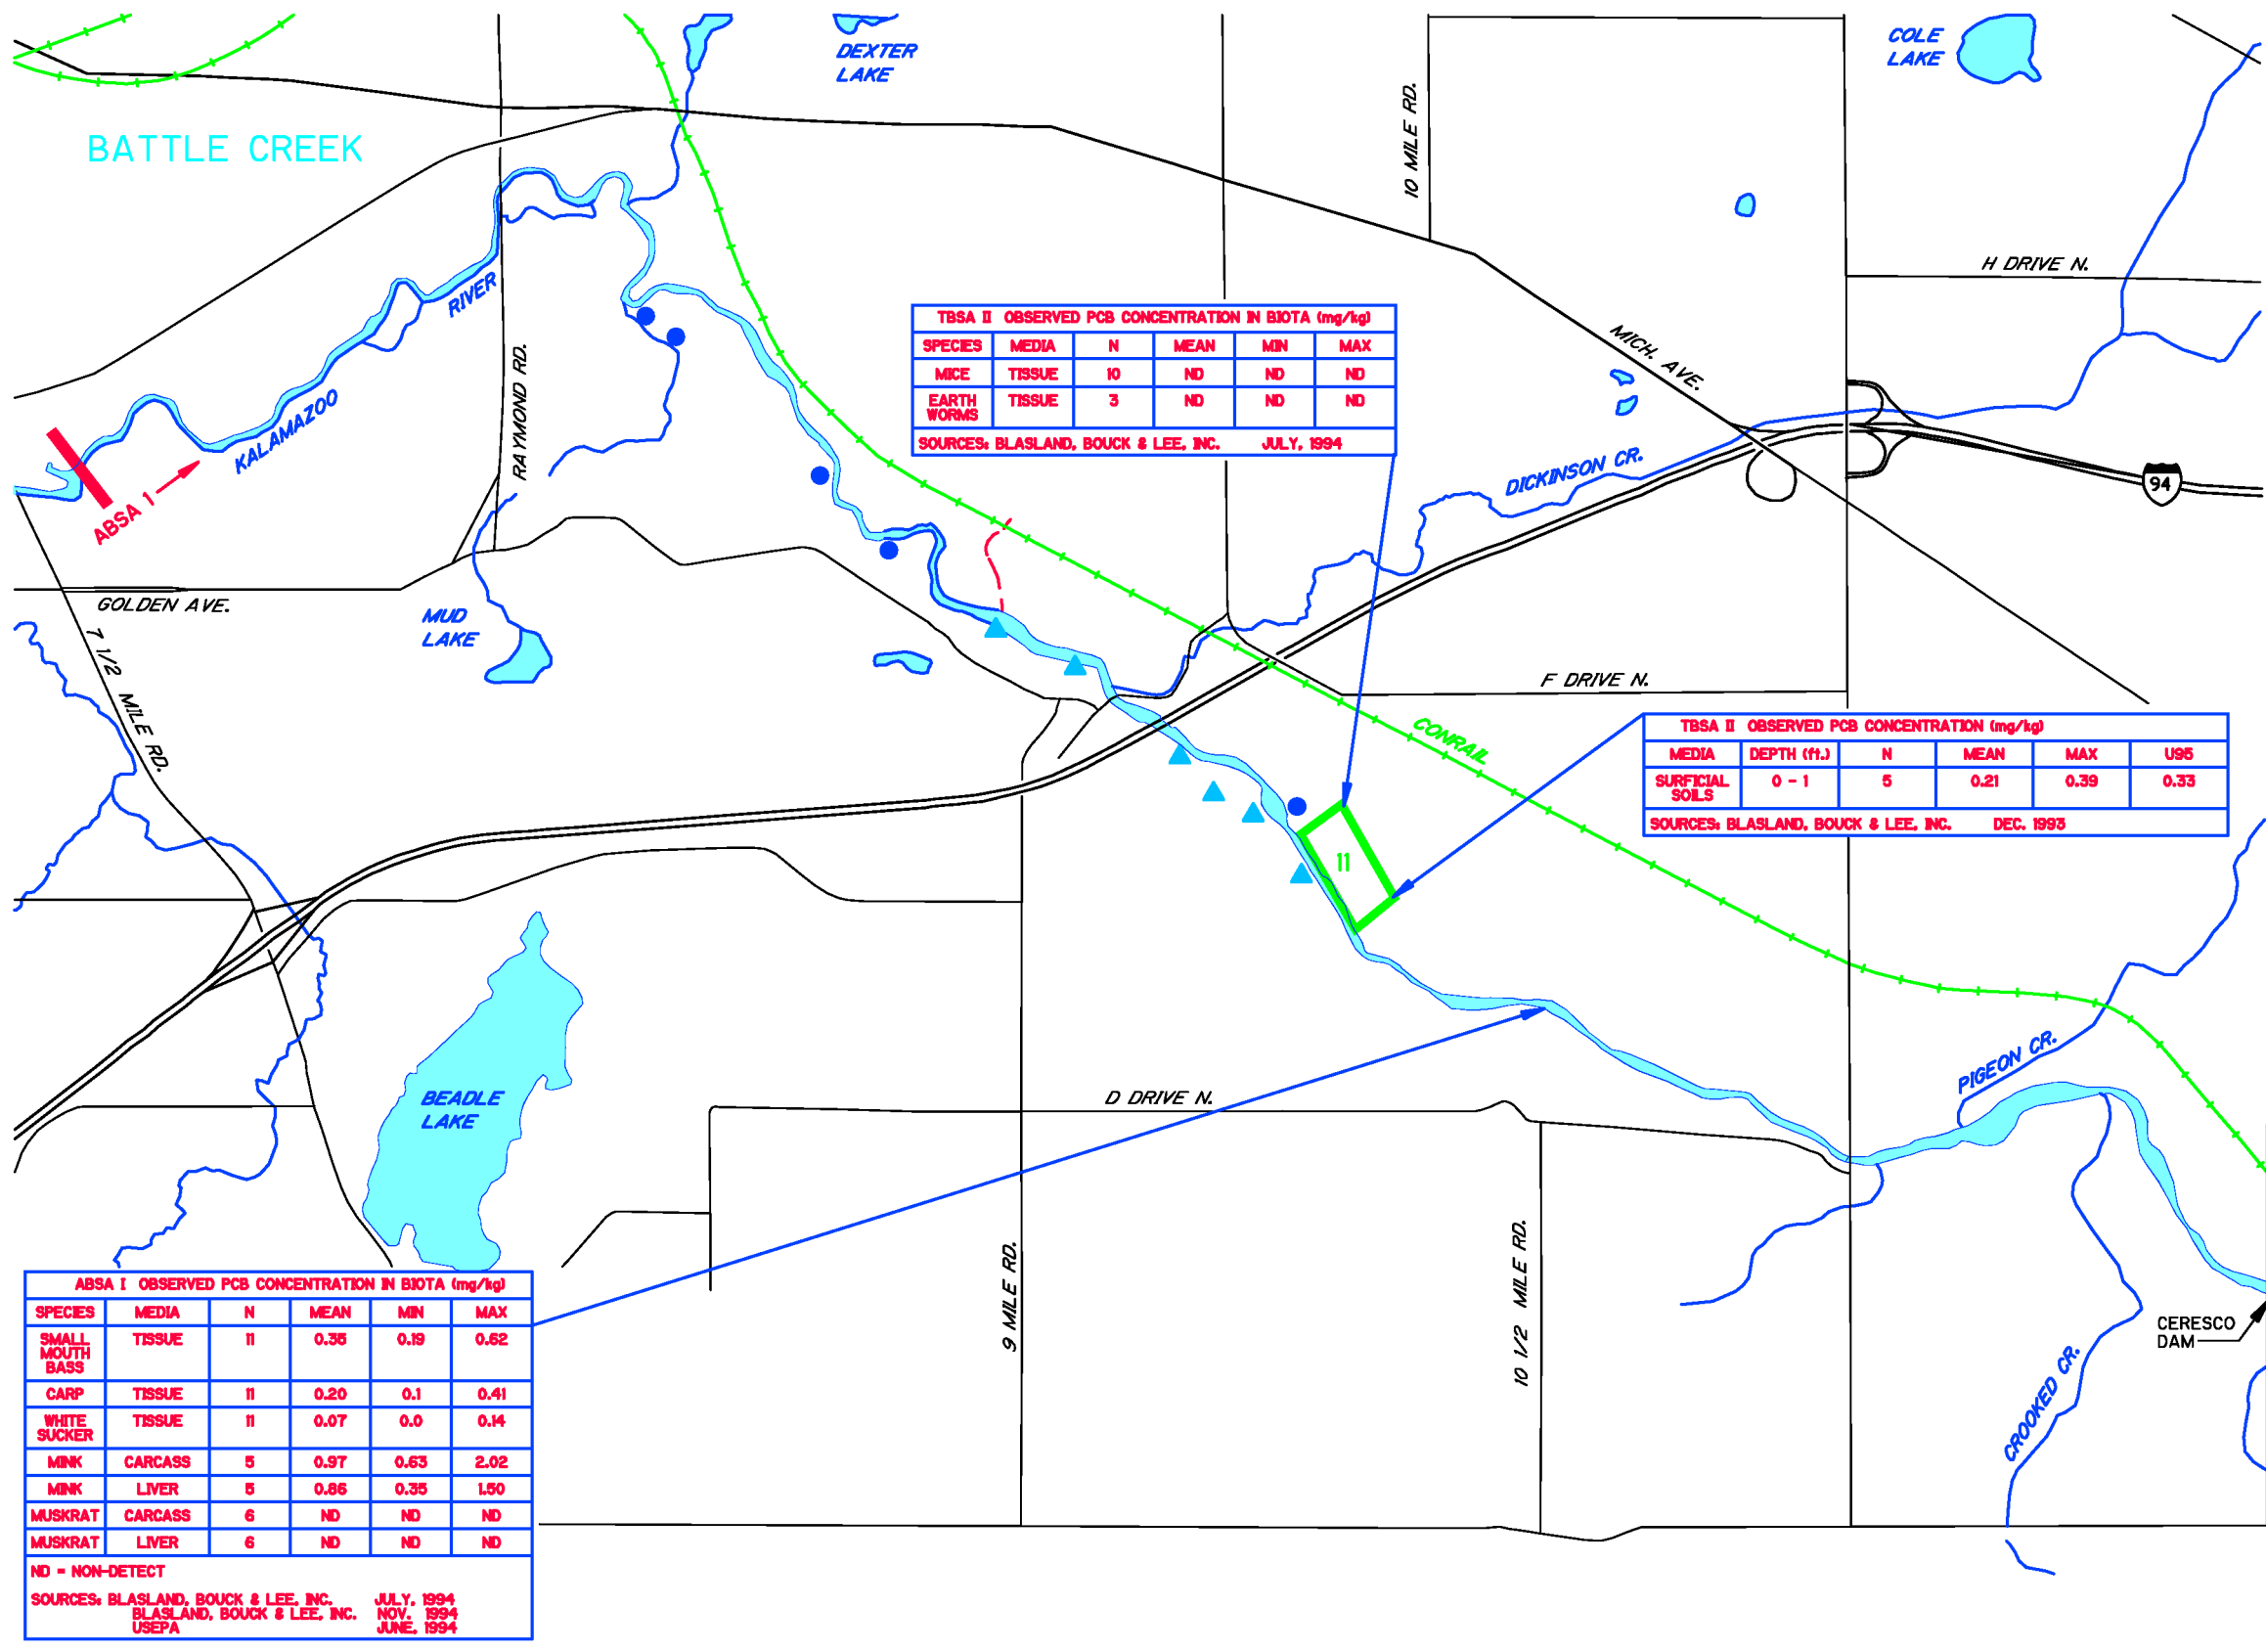 DEXTER
LAKE
COLE
LAKE
BATTLE CREEK
10 MILE RD.
H DRIVE N.
RIVER
KALAMAZOO
RAYMOND RD.
ABSA 1
MICH. AVE.
DICKINSON CR.
94
TBSA II OBSERVED PCB CONCENTRATION IN BIOTA (mg/kg)
SPECIES MEDIA N MEAN MIN MAX
MICE TISSUE 10 ND ND ND
EARTH WORMS TISSUE 3 ND ND ND
SOURCES: BLASLAND, BOUCK & LEE, INC. JULY, 1994
GOLDEN AVE.
MUD
LAKE
7 1/2 MILE RD.
F DRIVE N.
CONRAIL
TBSA II OBSERVED PCB CONCENTRATION (mg/kg)
MEDIA DEPTH (ft.) N MEAN MAX U95
SURFICIAL SOILS 0 - 1 5 0.21 0.39 0.33
SOURCES: BLASLAND, BOUCK & LEE, INC. DEC. 1993
11
BEADLE
LAKE
D DRIVE N.
PIGEON CR.
9 MILE RD.
10 1/2 MILE RD.
CROOKED CR.
CERESCO
DAM
ABSA I OBSERVED PCB CONCENTRATION IN BIOTA (mg/kg)
SPECIES MEDIA N MEAN MIN MAX
SMALL MOUTH BASS TISSUE 11 0.35 0.19 0.62
CARP TISSUE 11 0.20 0.1 0.41
WHITE SUCKER TISSUE 11 0.07 0.0 0.14
MINK CARCASS 5 0.97 0.63 2.02
MINK LIVER 5 0.86 0.35 1.50
MUSKRAT CARCASS 6 ND ND ND
MUSKRAT LIVER 6 ND ND ND
ND = NON-DETECT
SOURCES: BLASLAND, BOUCK & LEE, INC. JULY, 1994
BLASLAND, BOUCK & LEE, INC. NOV. 1994
USEPA JUNE, 1994